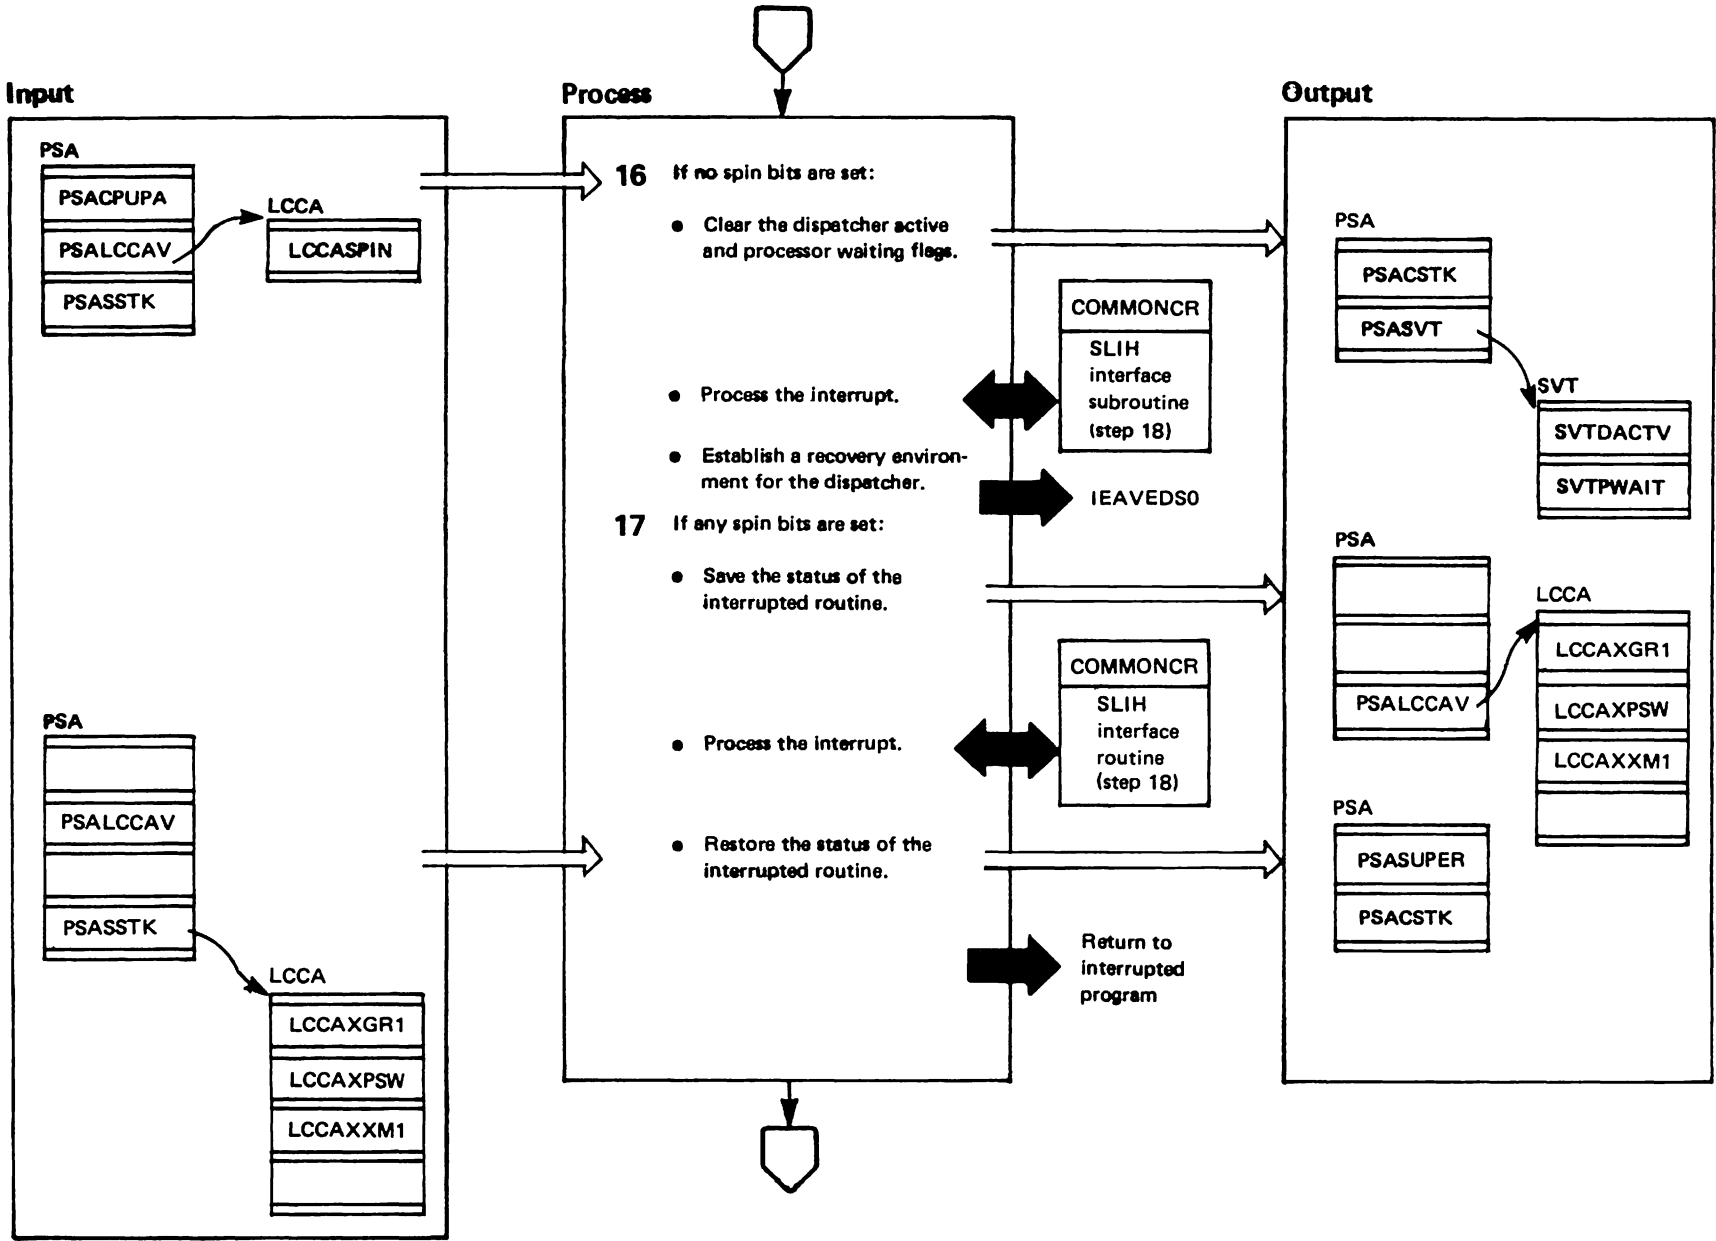 Input
PSA
PSACPUPA
PSALCCAV
PSASSTK
LCCA
LCCASPIN
PSA
PSALCCAV
PSASSTK
LCCA
LCCAXGR1
LCCAXPSW
LCCAXXM1
Process
16 If no spin bits are set:
• Clear the dispatcher active
and processor waiting flags.
• Process the interrupt.
COMMONCR
SLIH
interface
subroutine
(step 18)
• Establish a recovery environ-
ment for the dispatcher.
IEAVEDS0
17 If any spin bits are set:
• Save the status of the
interrupted routine.
• Process the interrupt.
COMMONCR
SLIH
interface
routine
(step 18)
• Restore the status of the
interrupted routine.
Return to
interrupted
program
Output
PSA
PSACSTK
PSASVT
SVT
SVTDACTV
SVTPWAIT
PSA
PSALCCAV
LCCA
LCCAXGR1
LCCAXPSW
LCCAXXM1
PSA
PSASUPER
PSACSTK